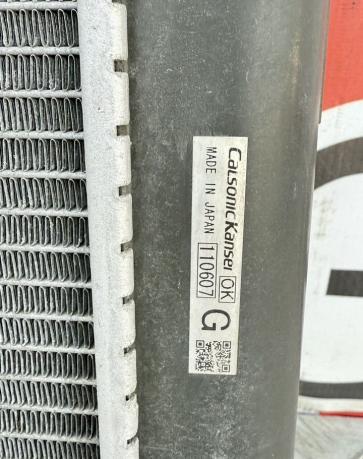 CalsonicKansei OK
MADE IN JAPAN 110607
G